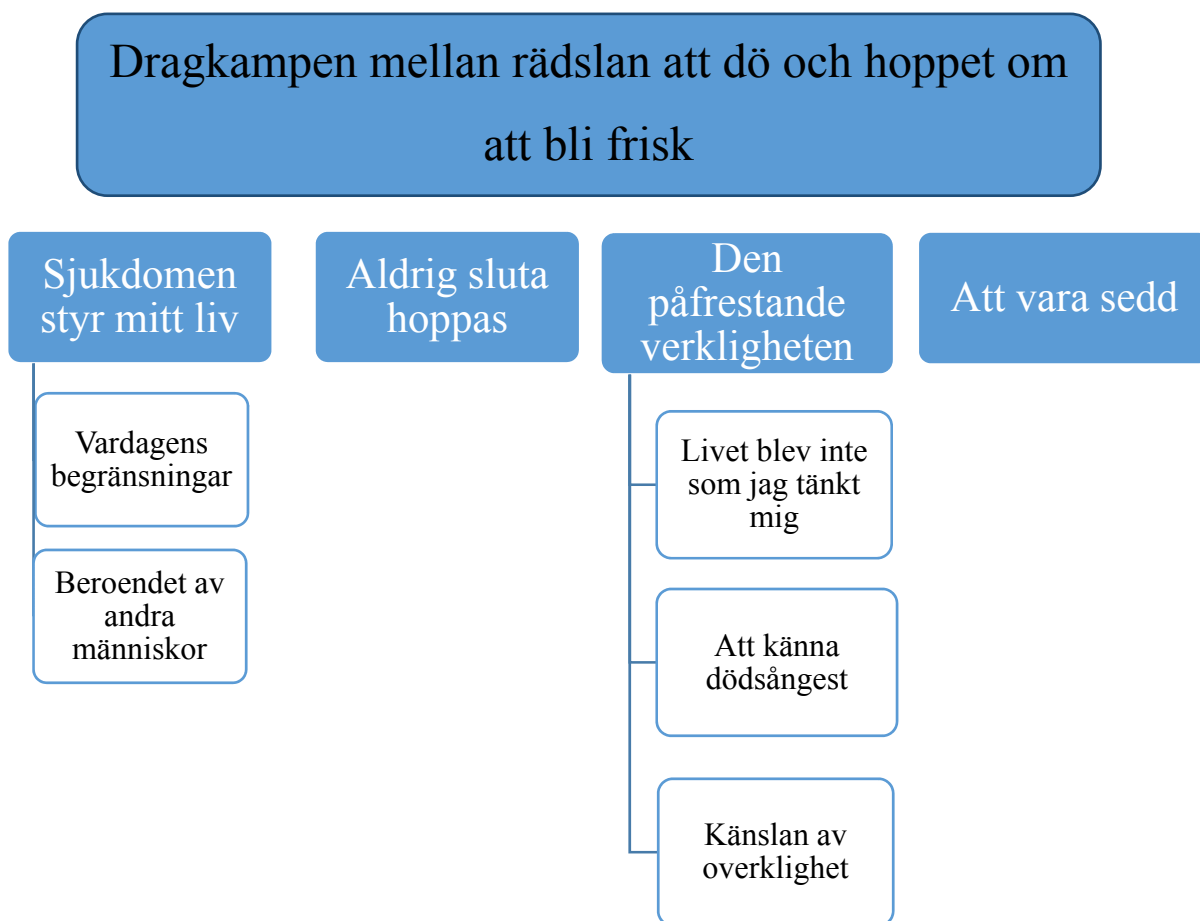 Dragkampen mellan rädslan att dö och hoppet om
att bli frisk
Sjukdomen
styr mitt liv
Vardagens
begränsningar
Beroendet av
andra
människor
Aldrig sluta
hoppas
Den
påfrestande
verkligheten
Livet blev inte
som jag tänkt
mig
Att känna
dödsångest
Känslan av
overklighet
Att vara sedd